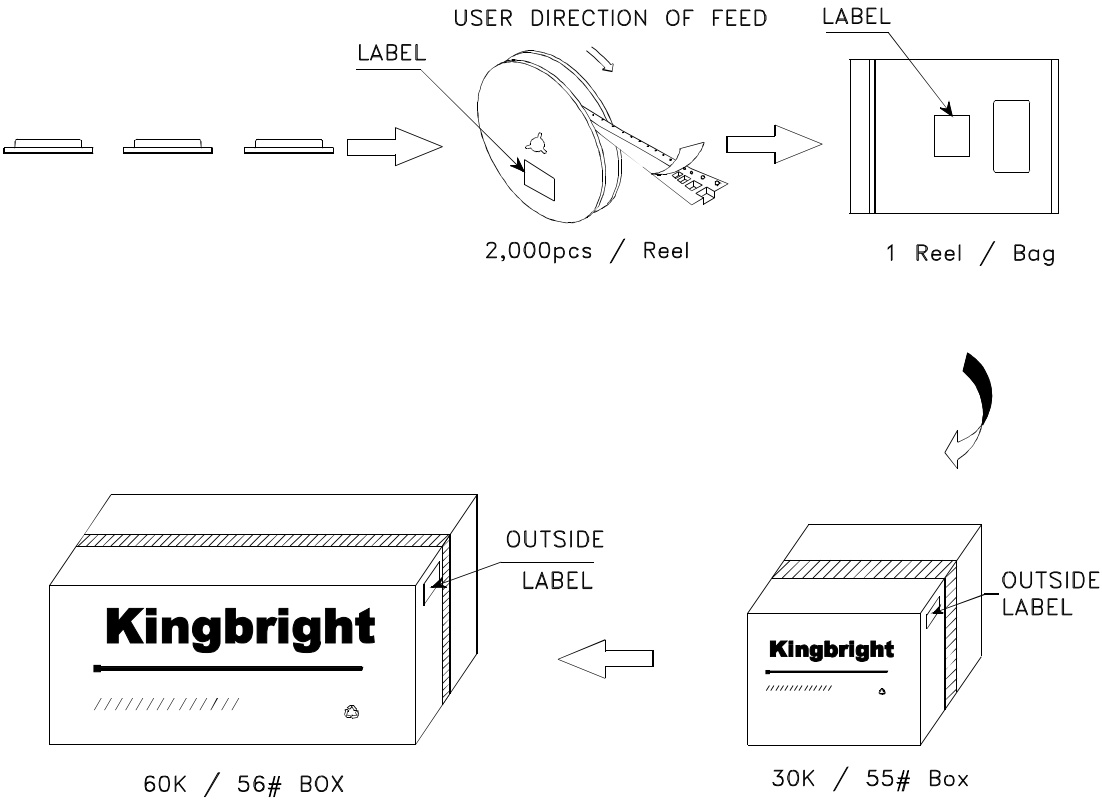 USER DIRECTION OF FEED
LABEL
LABEL
2,000pcs / Reel
1 Reel / Bag
OUTSIDE
LABEL
Kingbright
60K / 56# BOX
OUTSIDE
LABEL
Kingbright
30K / 55# Box